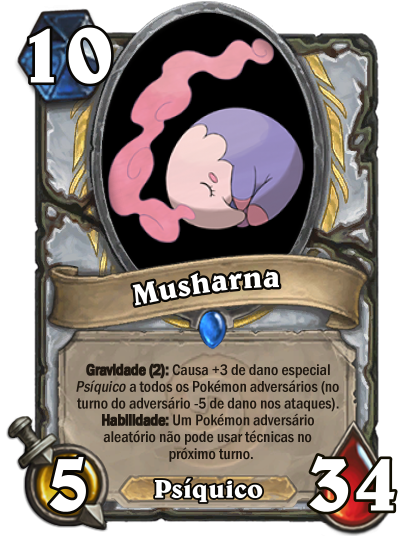 10
Musharna
Gravidade (2): Causa +3 de dano especial
Psíquico a todos os Pokémon adversários (no
turno do adversário -5 de dano nos ataques).
Habilidade: Um Pokémon adversário
aleatório não pode usar técnicas no
próximo turno.
5
Psíquico
34